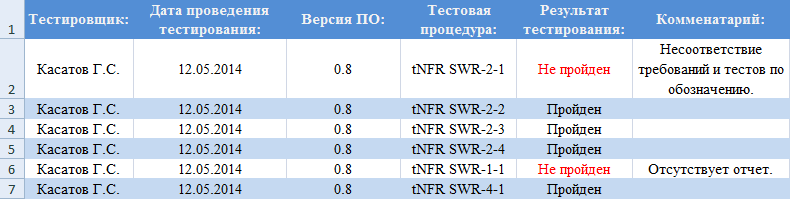 1 Тестировщик: Дата проведения тестирования: Версия ПО: Тестовая процедура: Результат тестирования: Комменатарий:
2 Касатов Г.С. 12.05.2014 0.8 tNFR SWR-2-1 Не пройден Несоответствие требований и тестов по обозначению.
3 Касатов Г.С. 12.05.2014 0.8 tNFR SWR-2-2 Пройден
4 Касатов Г.С. 12.05.2014 0.8 tNFR SWR-2-3 Пройден
5 Касатов Г.С. 12.05.2014 0.8 tNFR SWR-2-4 Пройден
6 Касатов Г.С. 12.05.2014 0.8 tNFR SWR-1-1 Не пройден Отсутствует отчет.
7 Касатов Г.С. 12.05.2014 0.8 tNFR SWR-4-1 Пройден